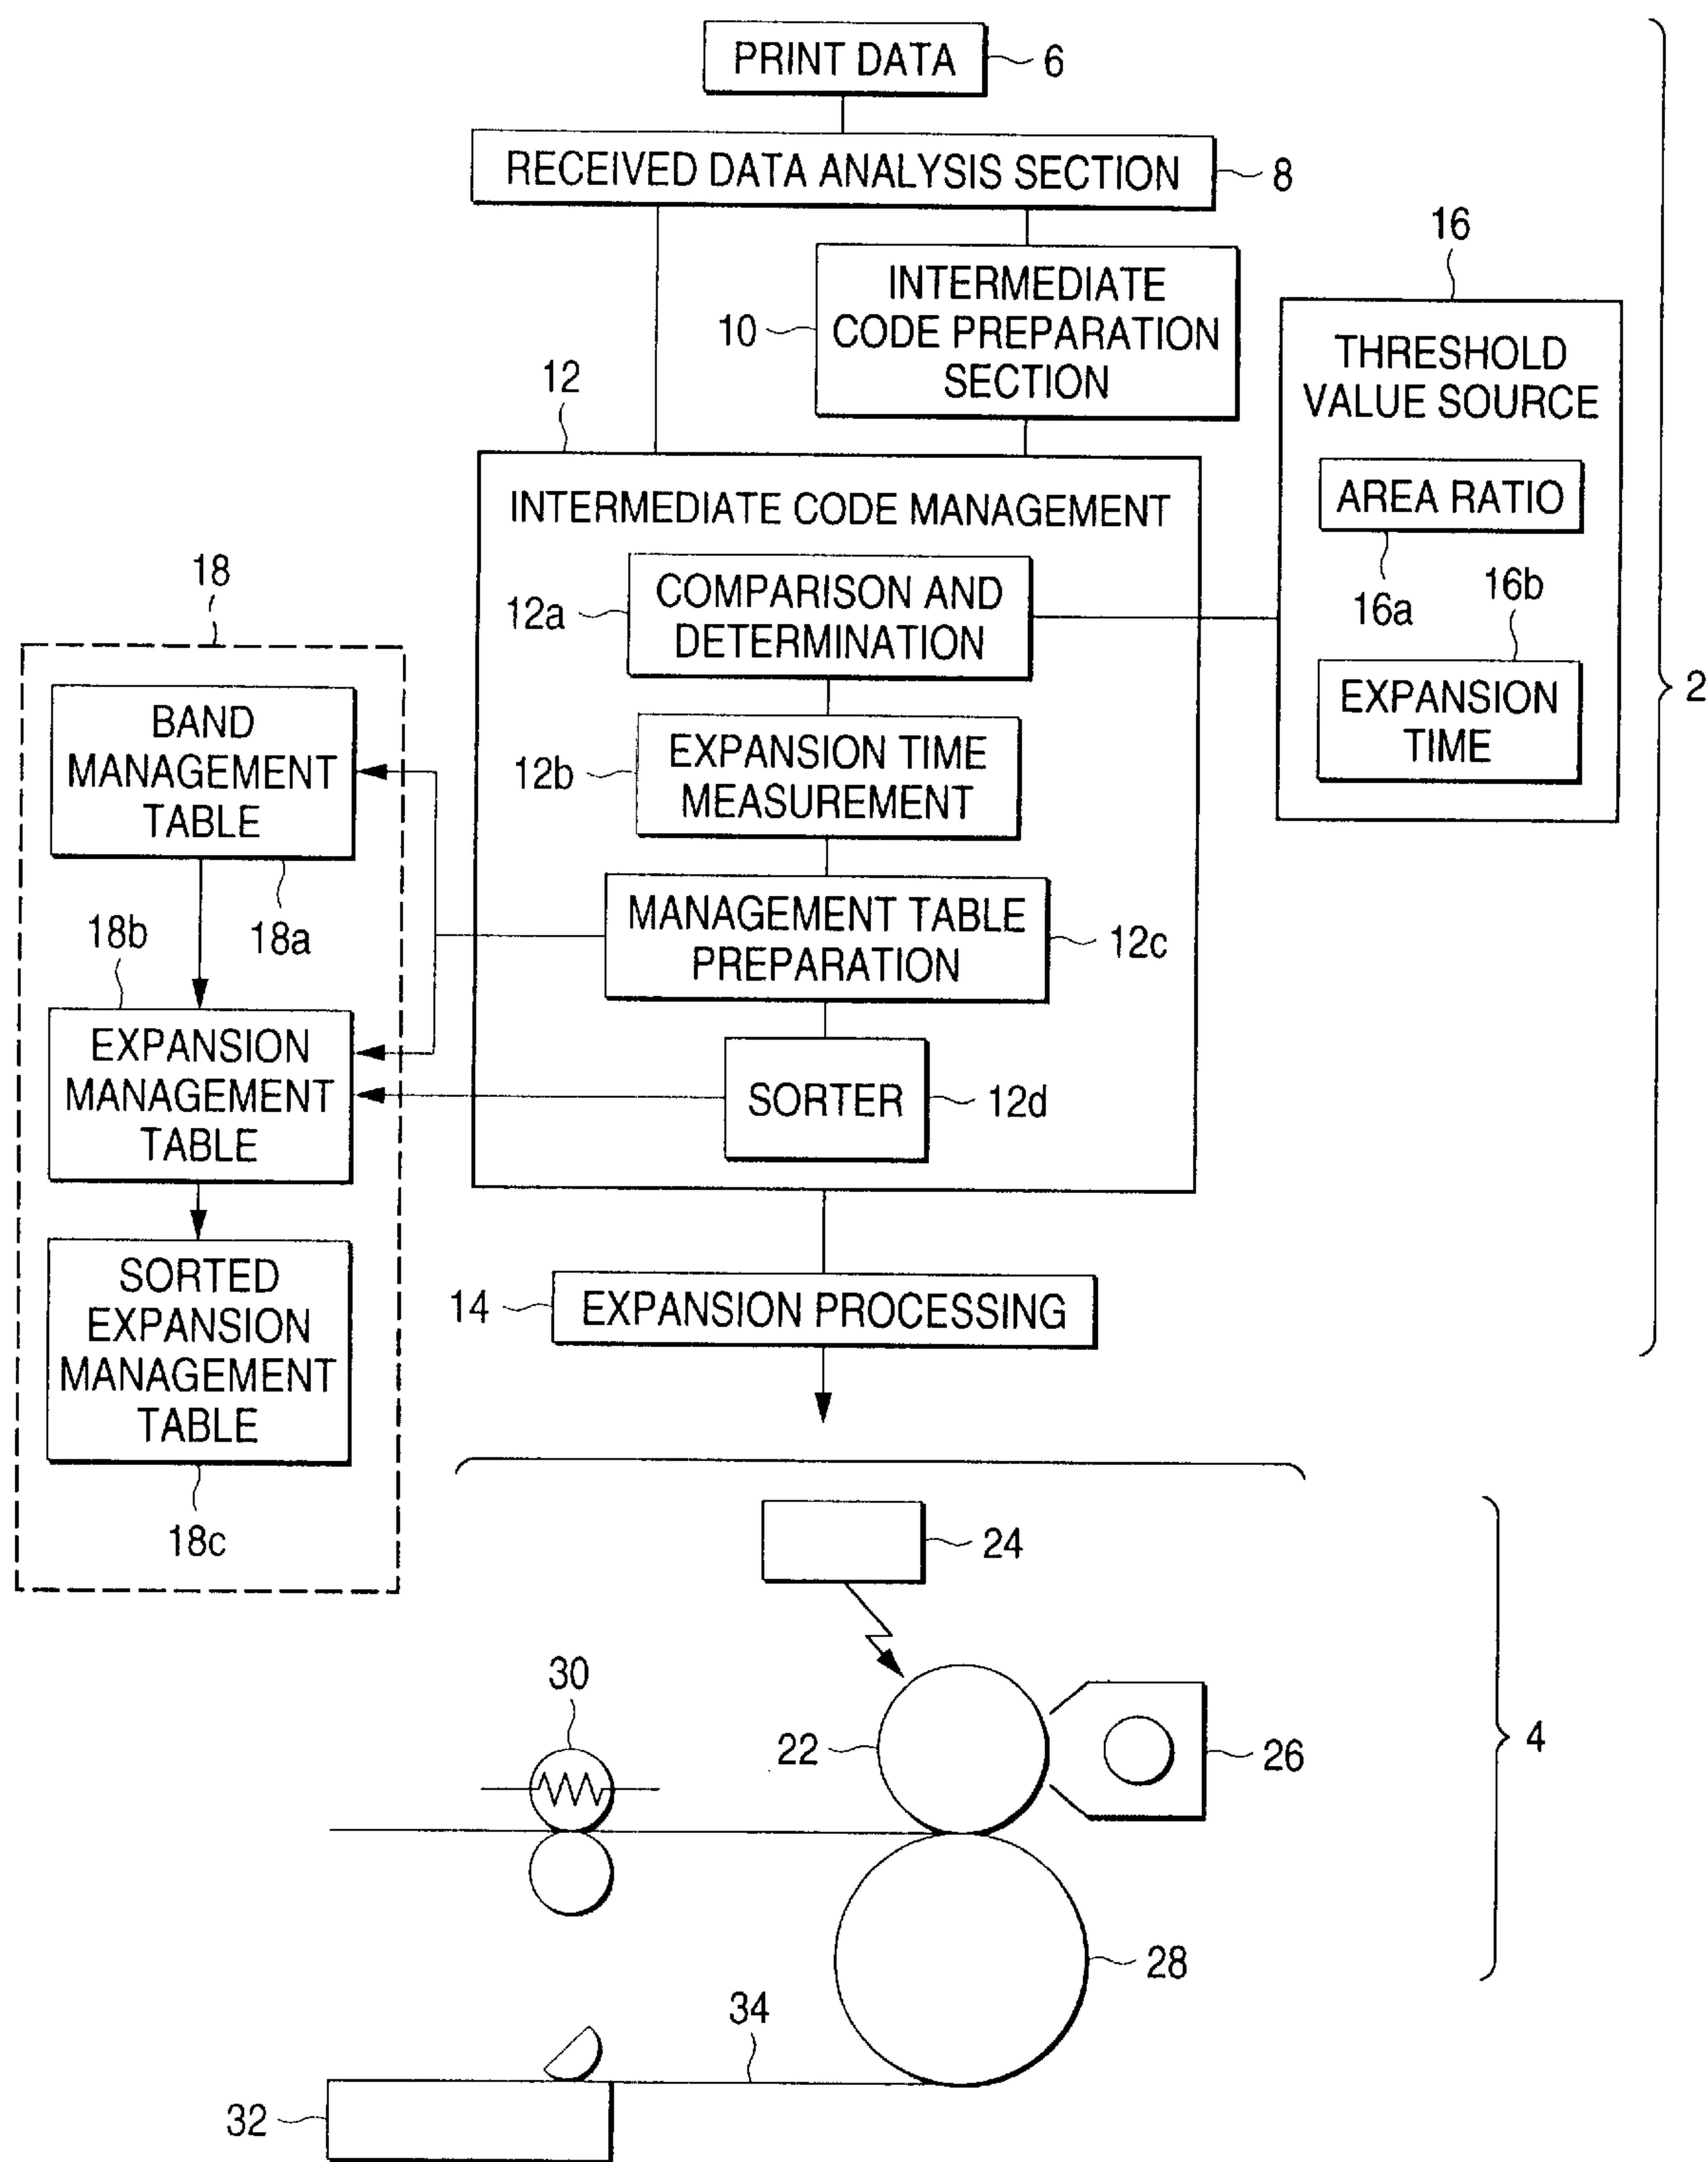 PRINT DATA
6
RECEIVED DATA ANALYSIS SECTION
8
INTERMEDIATE
CODE PREPARATION
SECTION
10
16
THRESHOLD
VALUE SOURCE
AREA RATIO
16a
16b
EXPANSION
TIME
2
12
INTERMEDIATE CODE MANAGEMENT
12a
COMPARISON AND
DETERMINATION
12b
EXPANSION TIME
MEASUREMENT
MANAGEMENT TABLE
PREPARATION
12c
SORTER
12d
18
BAND
MANAGEMENT
TABLE
18a
18b
EXPANSION
MANAGEMENT
TABLE
SORTED
EXPANSION
MANAGEMENT
TABLE
18c
14
EXPANSION PROCESSING
24
30
22
26
4
28
34
32